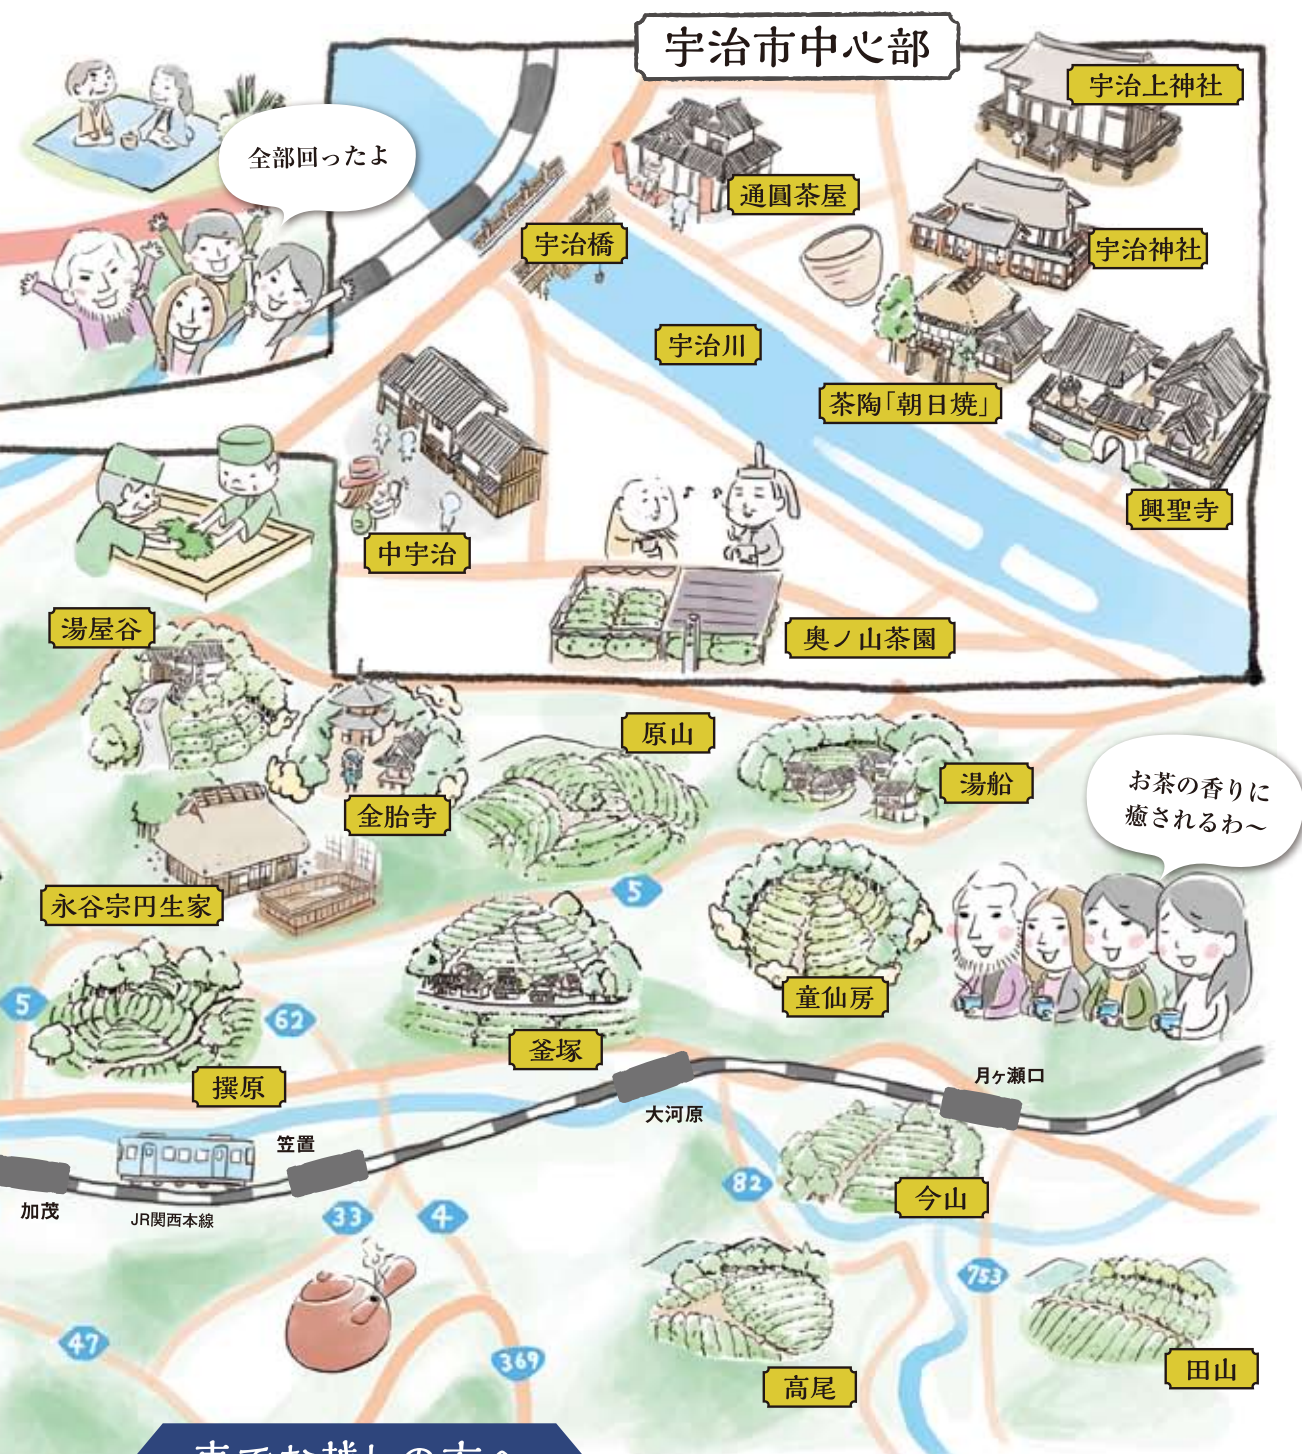 宇治市中心部
宇治上神社
全部回ったよ
通圓茶屋
宇治橋
宇治神社
宇治川
茶陶「朝日焼」
興聖寺
中宇治
奥ノ山茶園
湯屋谷
原山
湯船
金胎寺
お茶の香りに
癒されるわ〜
永谷宗円生家
5
童仙房
5
62
釜塚
撰原
月ヶ瀬口
大河原
笠置
82
今山
加茂
JR関西本線
33
4
753
47
369
高尾
田山